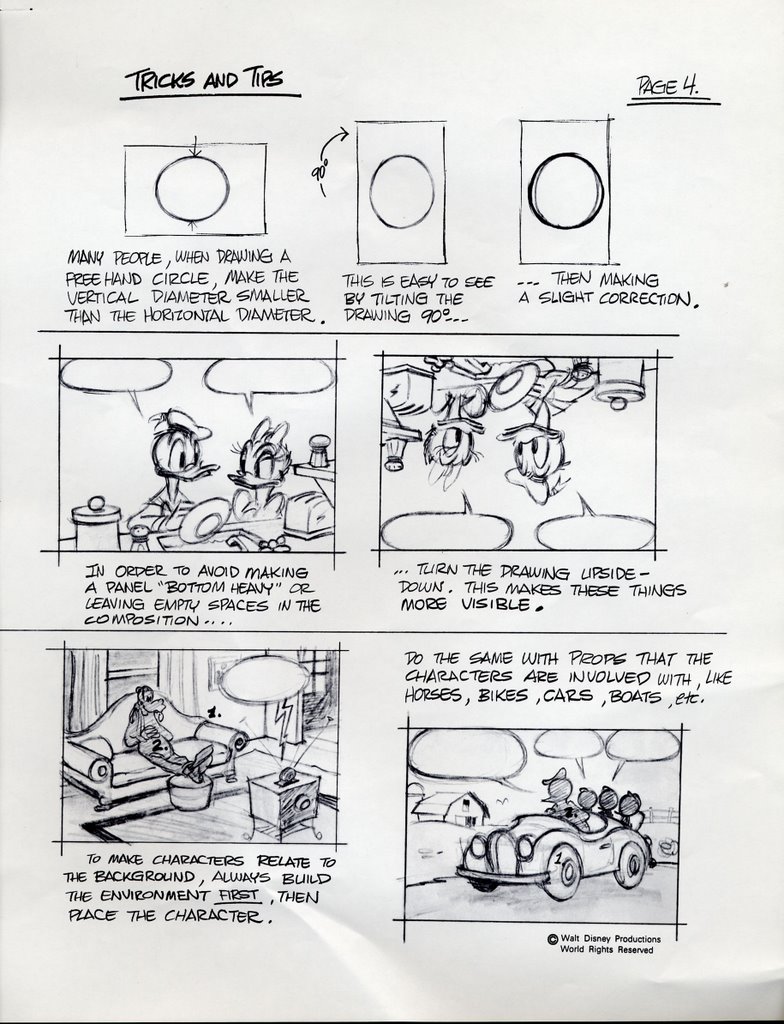 TRICKS AND TIPS
PAGE 4.
90°
MANY PEOPLE, WHEN DRAWING A
FREE HAND CIRCLE, MAKE THE
VERTICAL DIAMETER SMALLER
THAN THE HORIZONTAL DIAMETER.
THIS IS EASY TO SEE
BY TILTING THE
DRAWING 90°...
... THEN MAKING
A SLIGHT CORRECTION.
IN ORDER TO AVOID MAKING
A PANEL "BOTTOM HEAVY" OR
LEAVING EMPTY SPACES IN THE
COMPOSITION....
... TURN THE DRAWING UPSIDE-
DOWN. THIS MAKES THESE THINGS
MORE VISIBLE.
1.
2.
TO MAKE CHARACTERS RELATE TO
THE BACKGROUND, ALWAYS BUILD
THE ENVIRONMENT FIRST, THEN
PLACE THE CHARACTER.
DO THE SAME WITH PROPS THAT THE
CHARACTERS ARE INVOLVED WITH, LIKE
HORSES, BIKES, CARS, BOATS, etc.
2
1
© Walt Disney Productions
World Rights Reserved